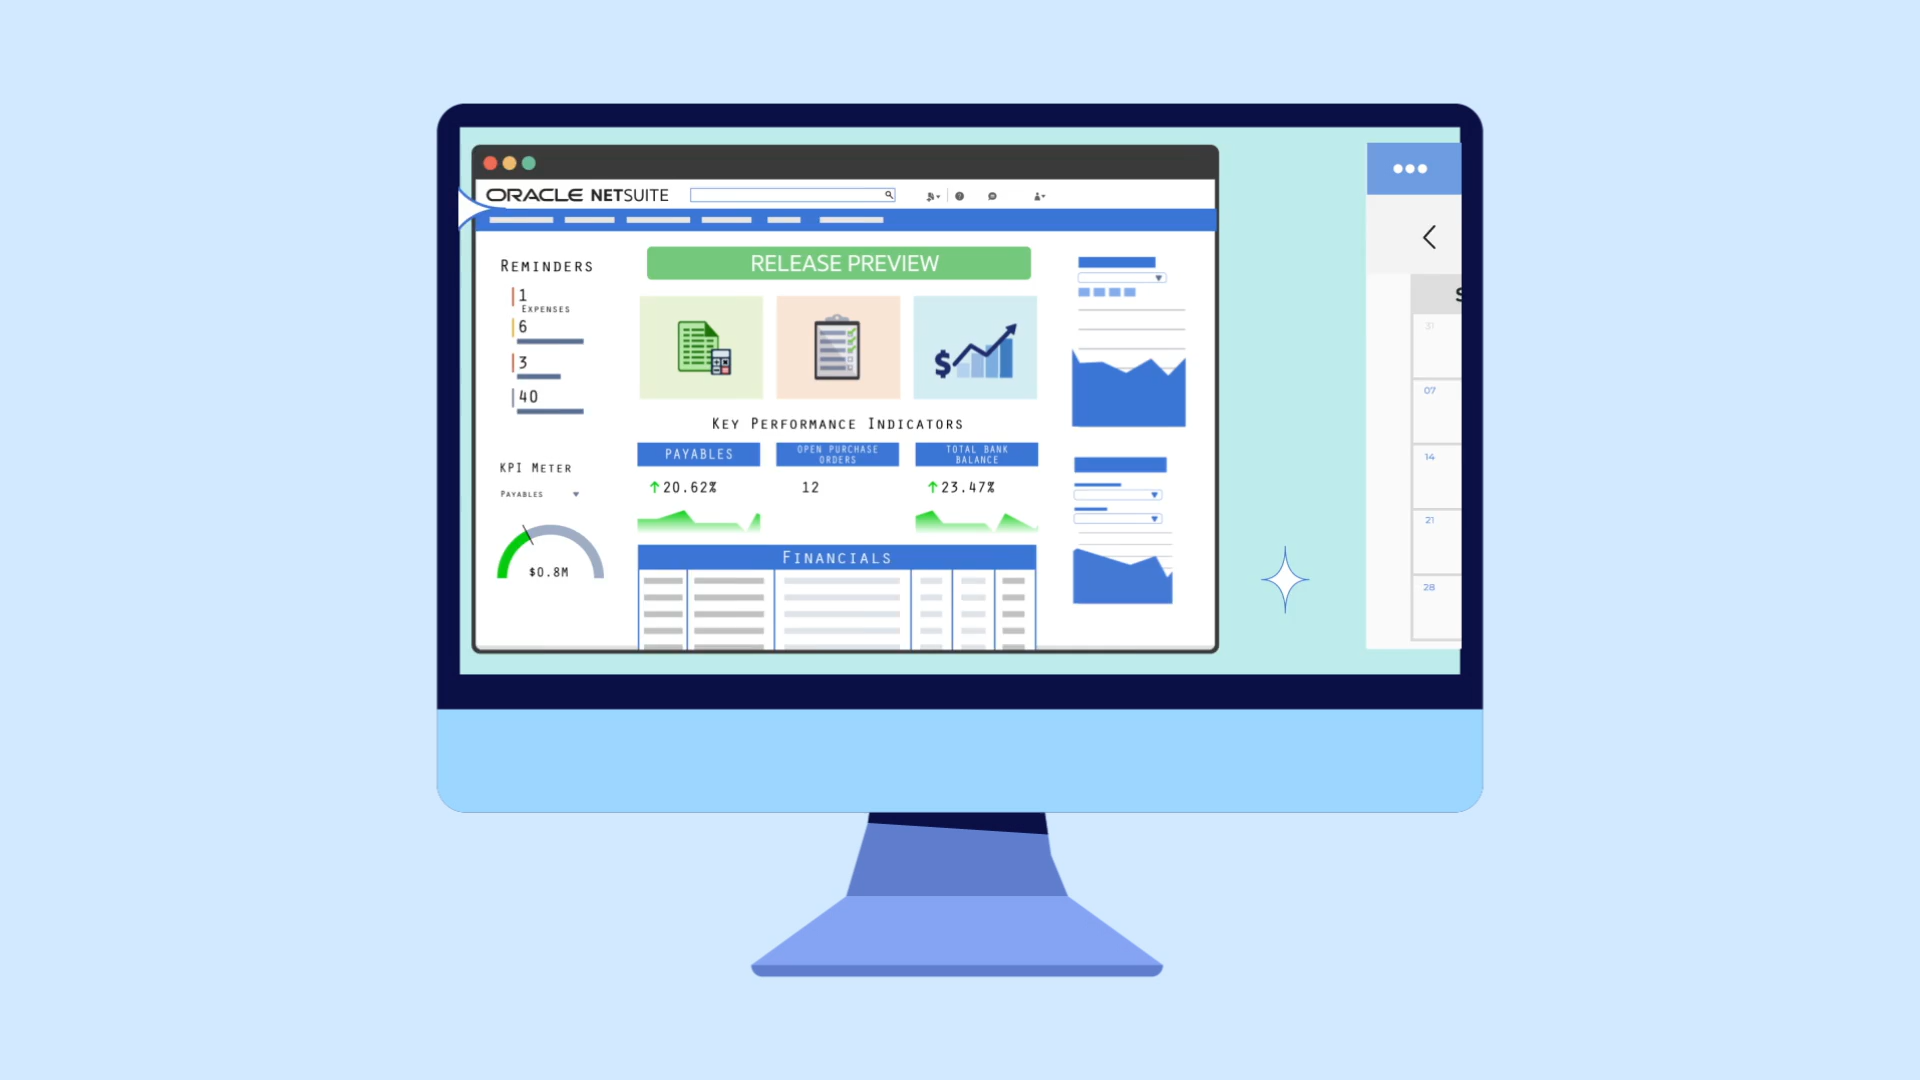 ORACLE NETSUITE
REMINDERS
1
EXPENSES
6
3
40
KPI METER
PAYABLES
$0.8M
RELEASE PREVIEW
$
KEY PERFORMANCE INDICATORS
PAYABLES
OPEN PURCHASE
ORDERS
TOTAL BANK
BALANCE
20.62%
12
23.47%
FINANCIALS
31
07
14
21
28